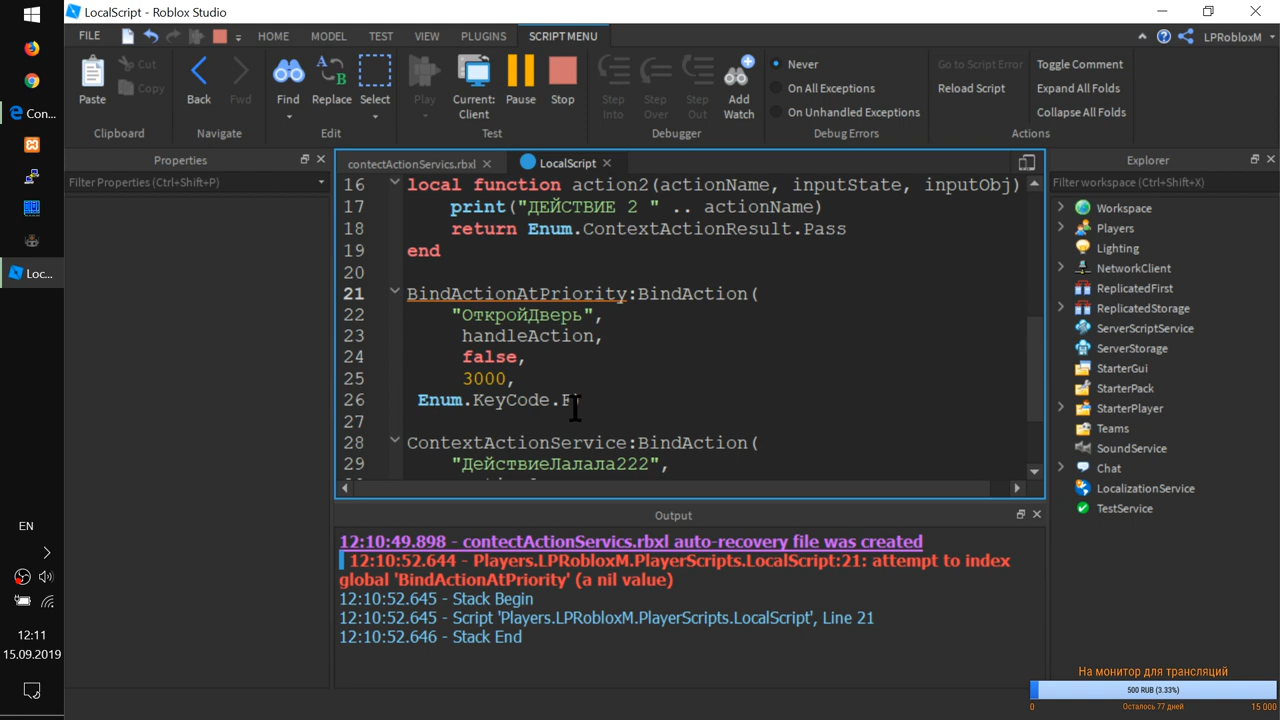 LocalScript - Roblox Studio
FILE HOME MODEL TEST VIEW PLUGINS SCRIPT MENU LPRobloxM
Paste Cut Copy Back Fwd Find Replace Select Play Current: Client Pause Stop Step Into Step Over Step Out Add Watch
Never
On All Exceptions
On Unhandled Exceptions
Go to Script Error
Reload Script
Toggle Comment
Expand All Folds
Collapse All Folds
Clipboard Navigate Edit Test Debugger Debug Errors Actions
Con...
Loc...
EN
12:11
15.09.2019
Properties
Filter Properties (Ctrl+Shift+P)
contectActionServics.rbxl LocalScript
16 local function action2(actionName, inputState, inputObj)
17 print("ДЕЙСТВИЕ 2 " .. actionName)
18 return Enum.ContextActionResult.Pass
19 end
20
21 BindActionAtPriority:BindAction(
22 "ОткройДверь",
23 handleAction,
24 false,
25 3000,
26 Enum.KeyCode.
27
28 ContextActionService:BindAction(
29 "ДействиеЛалала222",
Output
12:10:49.898 - contectActionServics.rbxl auto-recovery file was created
12:10:52.644 - Players.LPRobloxM.PlayerScripts.LocalScript:21: attempt to index
global 'BindActionAtPriority' (a nil value)
12:10:52.645 - Stack Begin
12:10:52.645 - Script 'Players.LPRobloxM.PlayerScripts.LocalScript', Line 21
12:10:52.646 - Stack End
Explorer
Filter workspace (Ctrl+Shift+X)
Workspace
Players
Lighting
NetworkClient
ReplicatedFirst
ReplicatedStorage
ServerScriptService
ServerStorage
StarterGui
StarterPack
StarterPlayer
Teams
SoundService
Chat
LocalizationService
TestService
На монитор для трансляций
500 RUB (3.33%)
0 Осталось 77 дней 15 000